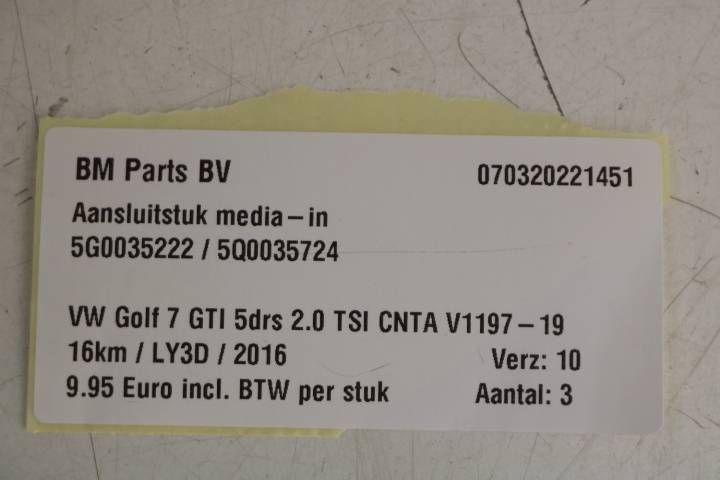 BM Parts BV 070320221451
Aansluitstuk media-in
5G0035222 / 5Q0035724
VW Golf 7 GTI 5drs 2.0 TSI CNTA V1197-19
16km / LY3D / 2016 Verz: 10
9.95 Euro incl. BTW per stuk Aantal: 3